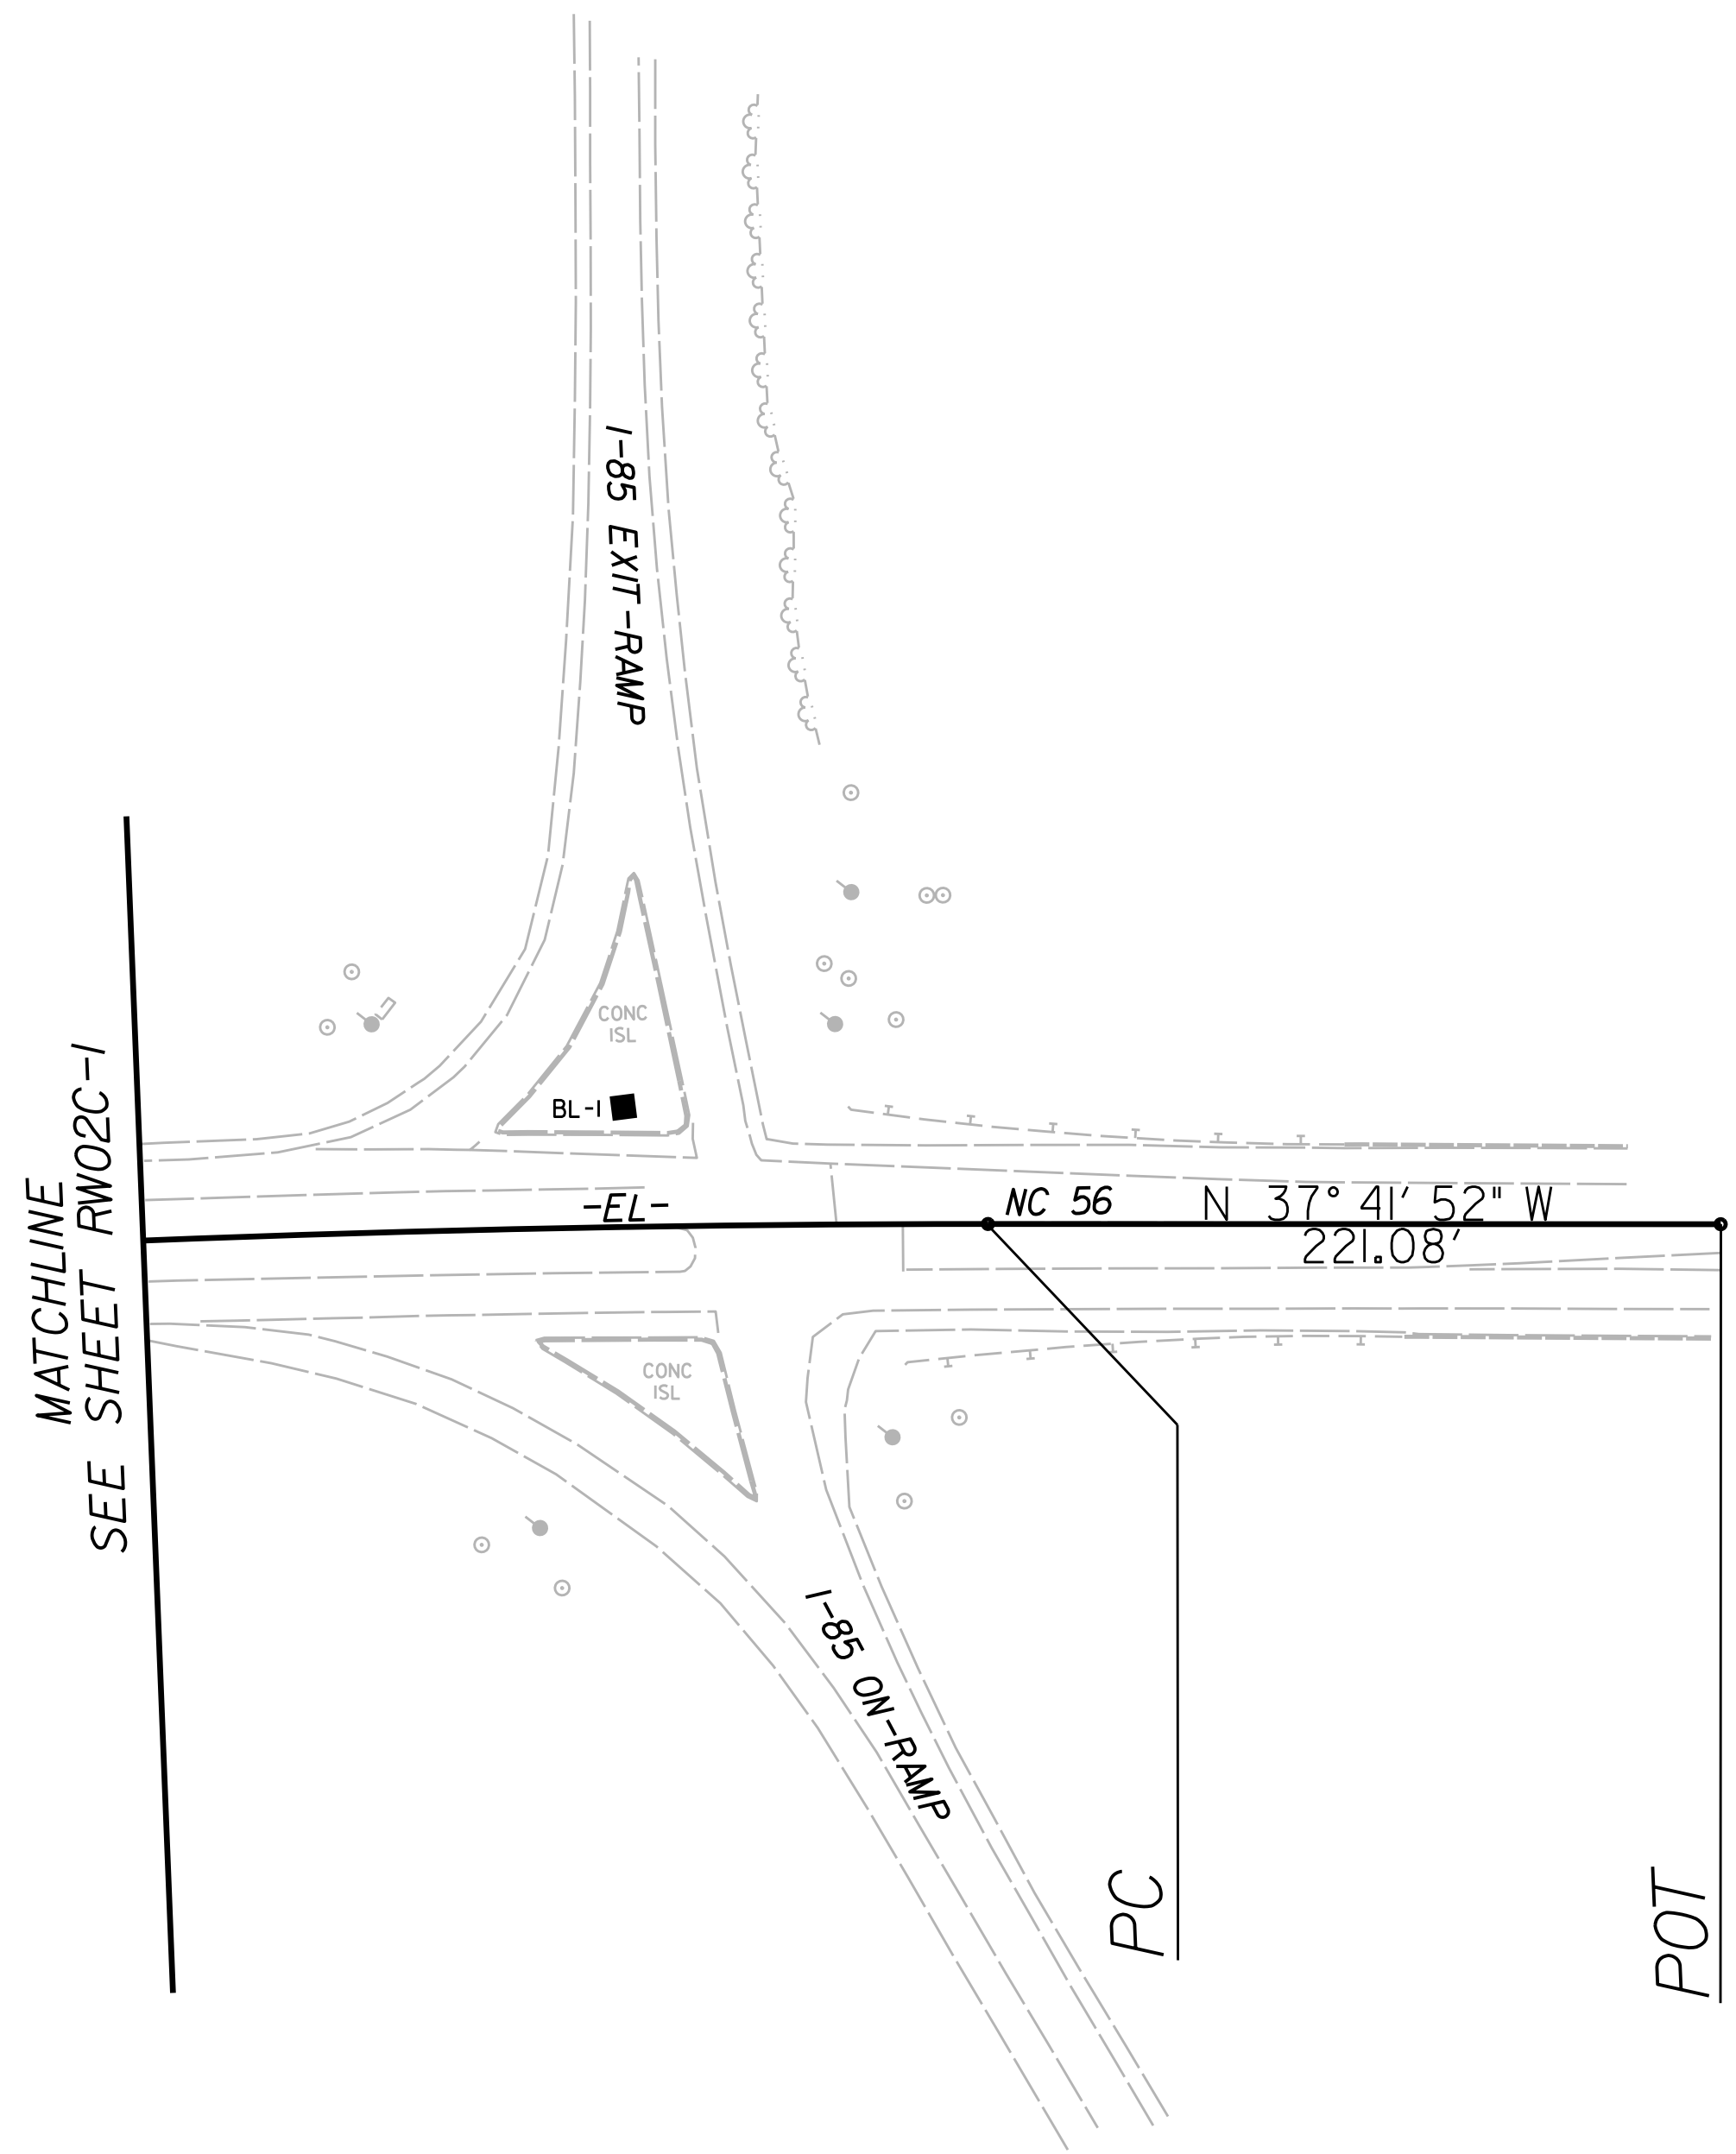 I-85 EXIT-RAMP
CONC
ISL
BL-1
MATCHLINE
SEE SHEET RW02C-1
-EL-
NC 56
N 37° 41' 52" W
221.08'
CONC
ISL
I-85 ON-RAMP
PC
POT